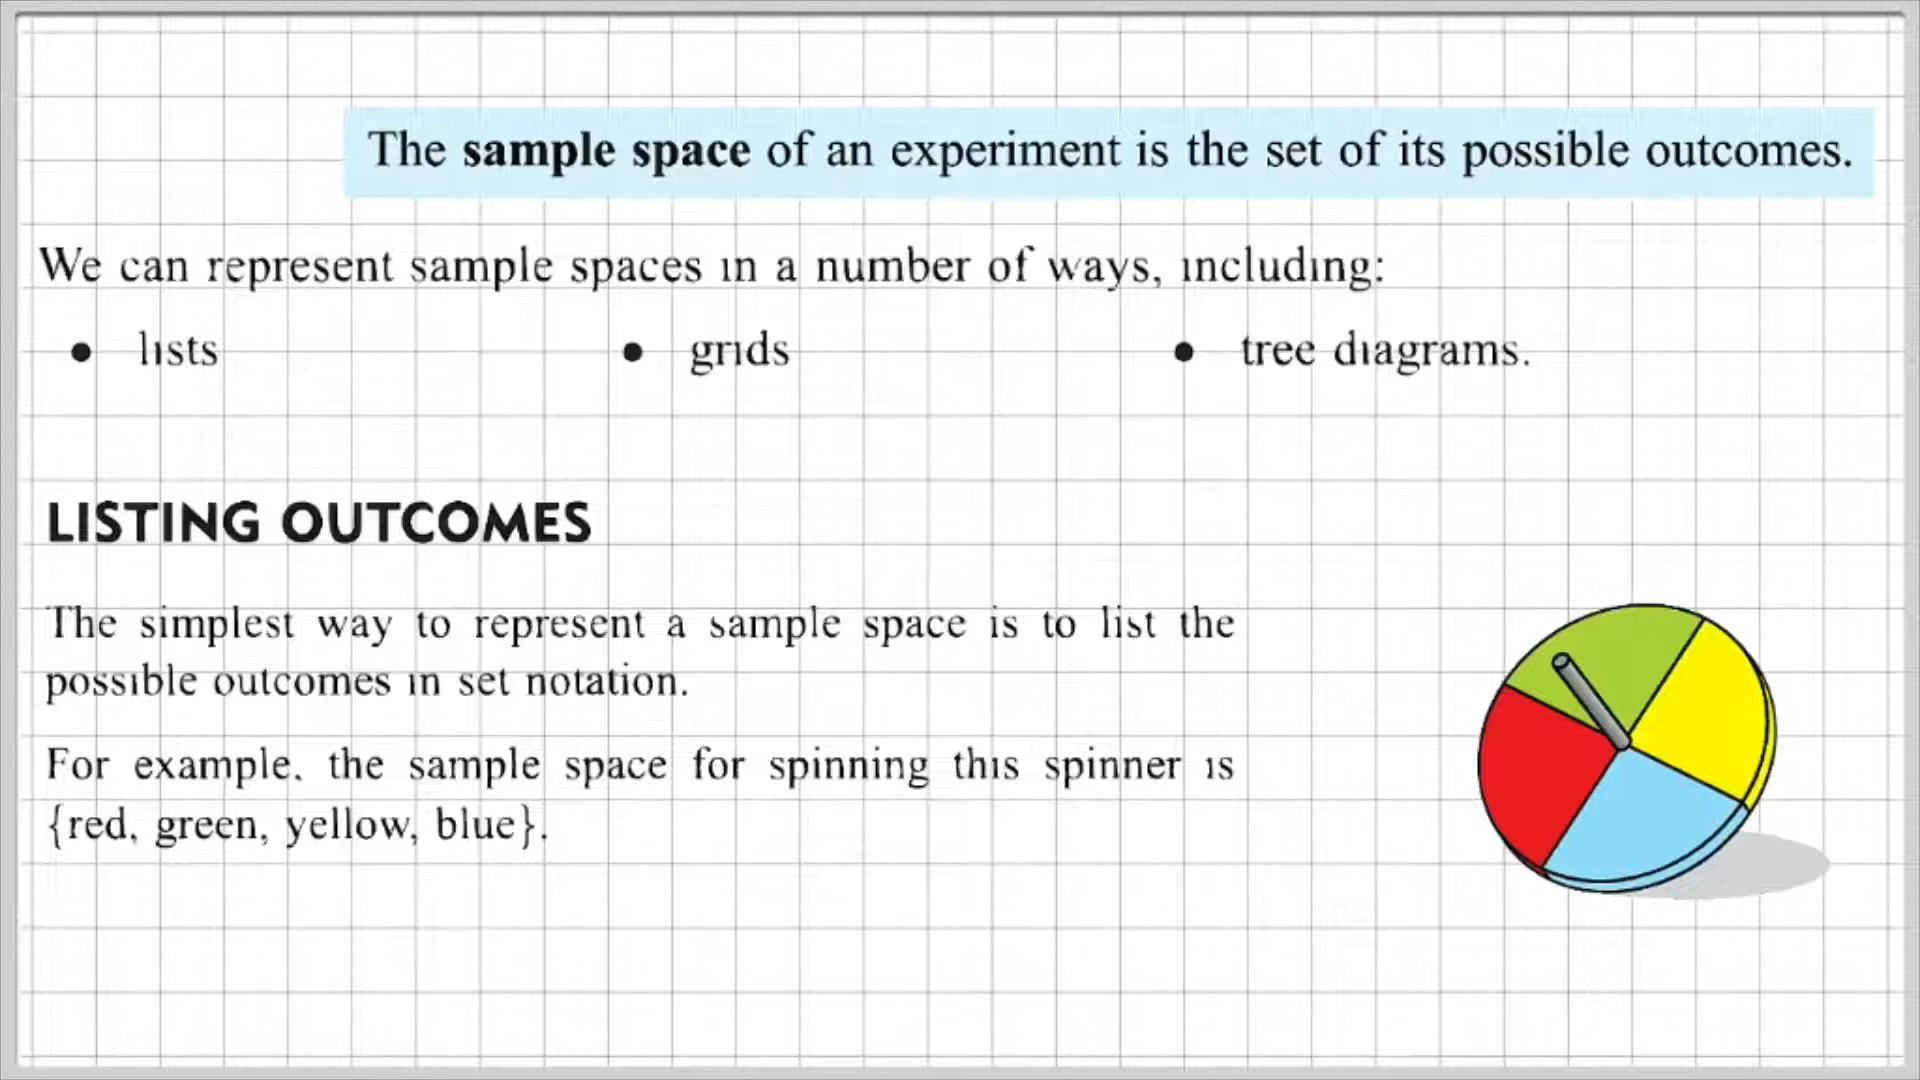 The sample space of an experiment is the set of its possible outcomes.
We can represent sample spaces in a number of ways, including:
• lists • grids • tree diagrams.
LISTING OUTCOMES
The simplest way to represent a sample space is to list the
possible outcomes in set notation.
For example, the sample space for spinning this spinner is
{red, green, yellow, blue}.